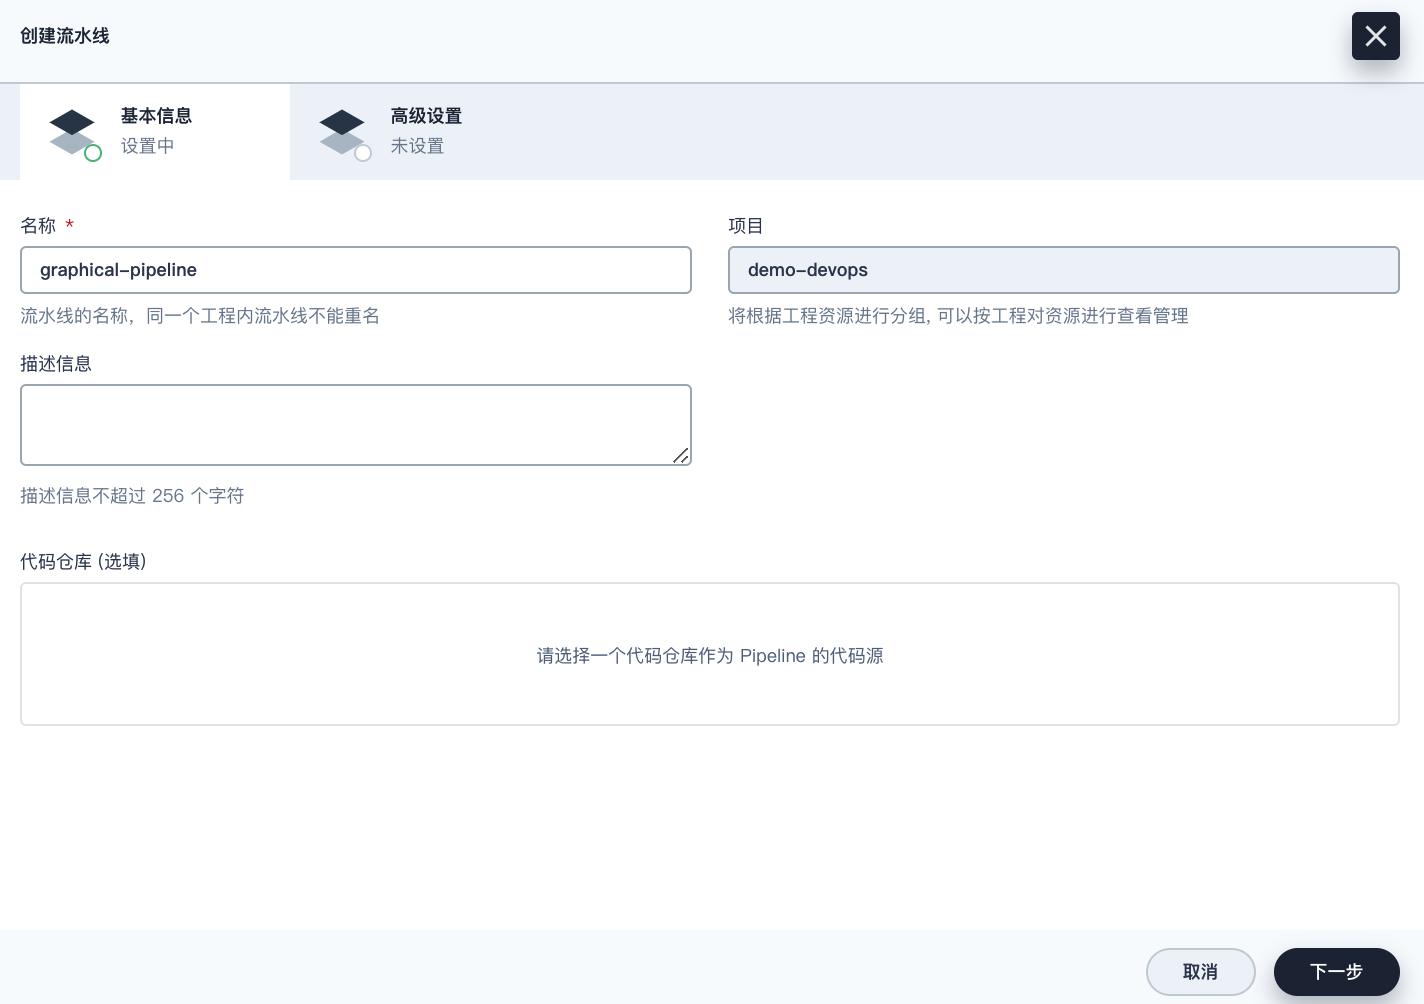 创建流水线
基本信息
设置中
高级设置
未设置
名称 *
graphical-pipeline
流水线的名称，同一个工程内流水线不能重名
项目
demo-devops
将根据工程资源进行分组, 可以按工程对资源进行查看管理
描述信息
描述信息不超过 256 个字符
代码仓库 (选填)
请选择一个代码仓库作为 Pipeline 的代码源
取消
下一步